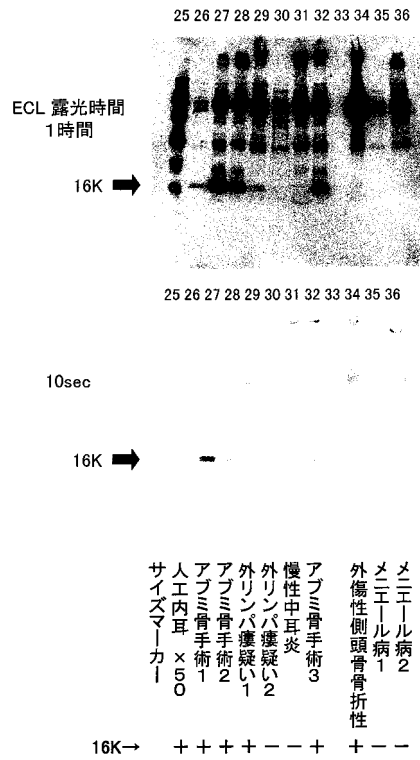 25 26 27 28 29 30 31 32 33 34 35 36
ECL 露光時間
1時間
16K
25 26 27 28 29 30 31 32 33 34 35 36
10sec
16K
サイズマーカー
人工内耳 ×50
アブミ骨手術1
アブミ骨手術2
外リンパ瘻疑い1
外リンパ瘻疑い2
慢性中耳炎
アブミ骨手術3
外傷性側頭骨骨折性
メニエール病1
メニエール病2
16K→ + + + + − − + + − −